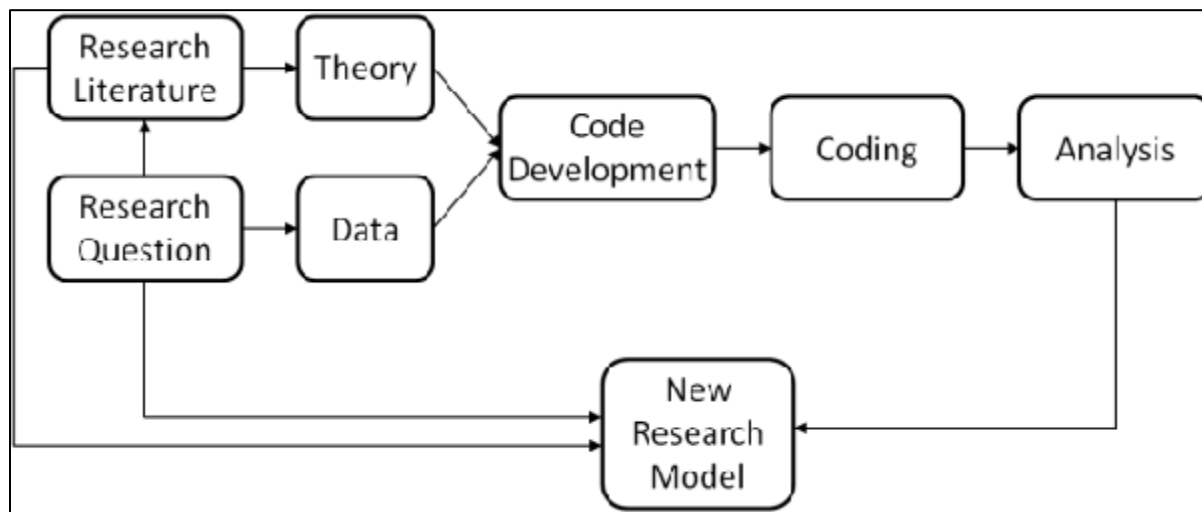 Research
Literature
Theory
Code
Development
Coding
Analysis
Research
Question
Data
New
Research
Model